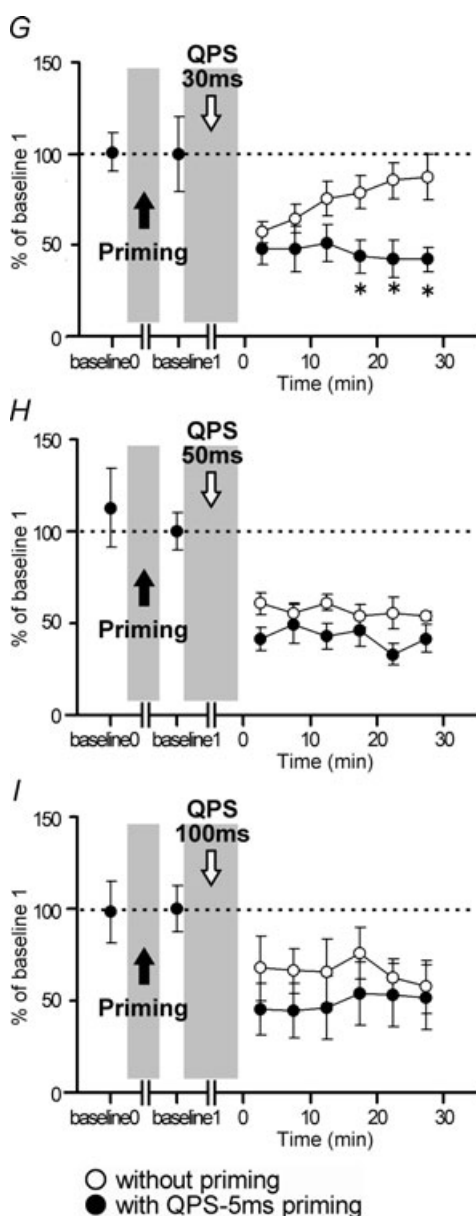 G
QPS
30ms
150
100
50
0
% of baseline 1
Priming
* * *
baseline0 baseline1 0 10 20 30
Time (min)
H
QPS
50ms
150
100
50
0
% of baseline 1
Priming
baseline0 baseline1 0 10 20 30
Time (min)
I
QPS
100ms
150
100
50
0
% of baseline 1
Priming
baseline0 baseline1 0 10 20 30
Time (min)
without priming
with QPS-5ms priming